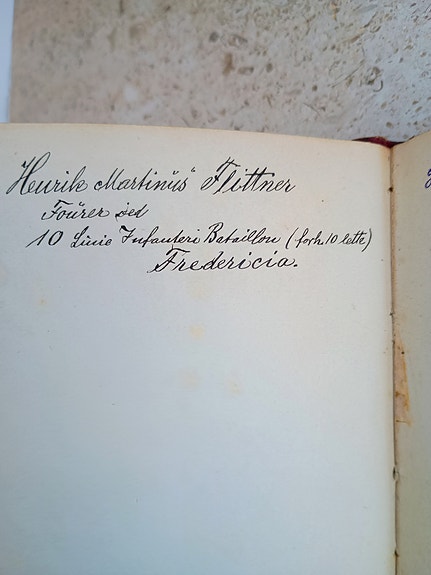 Henrik Martinus Flittner
Fourer ved
10 Linie Infanteri Bataillon (forh. 10 lette)
Fredericia.